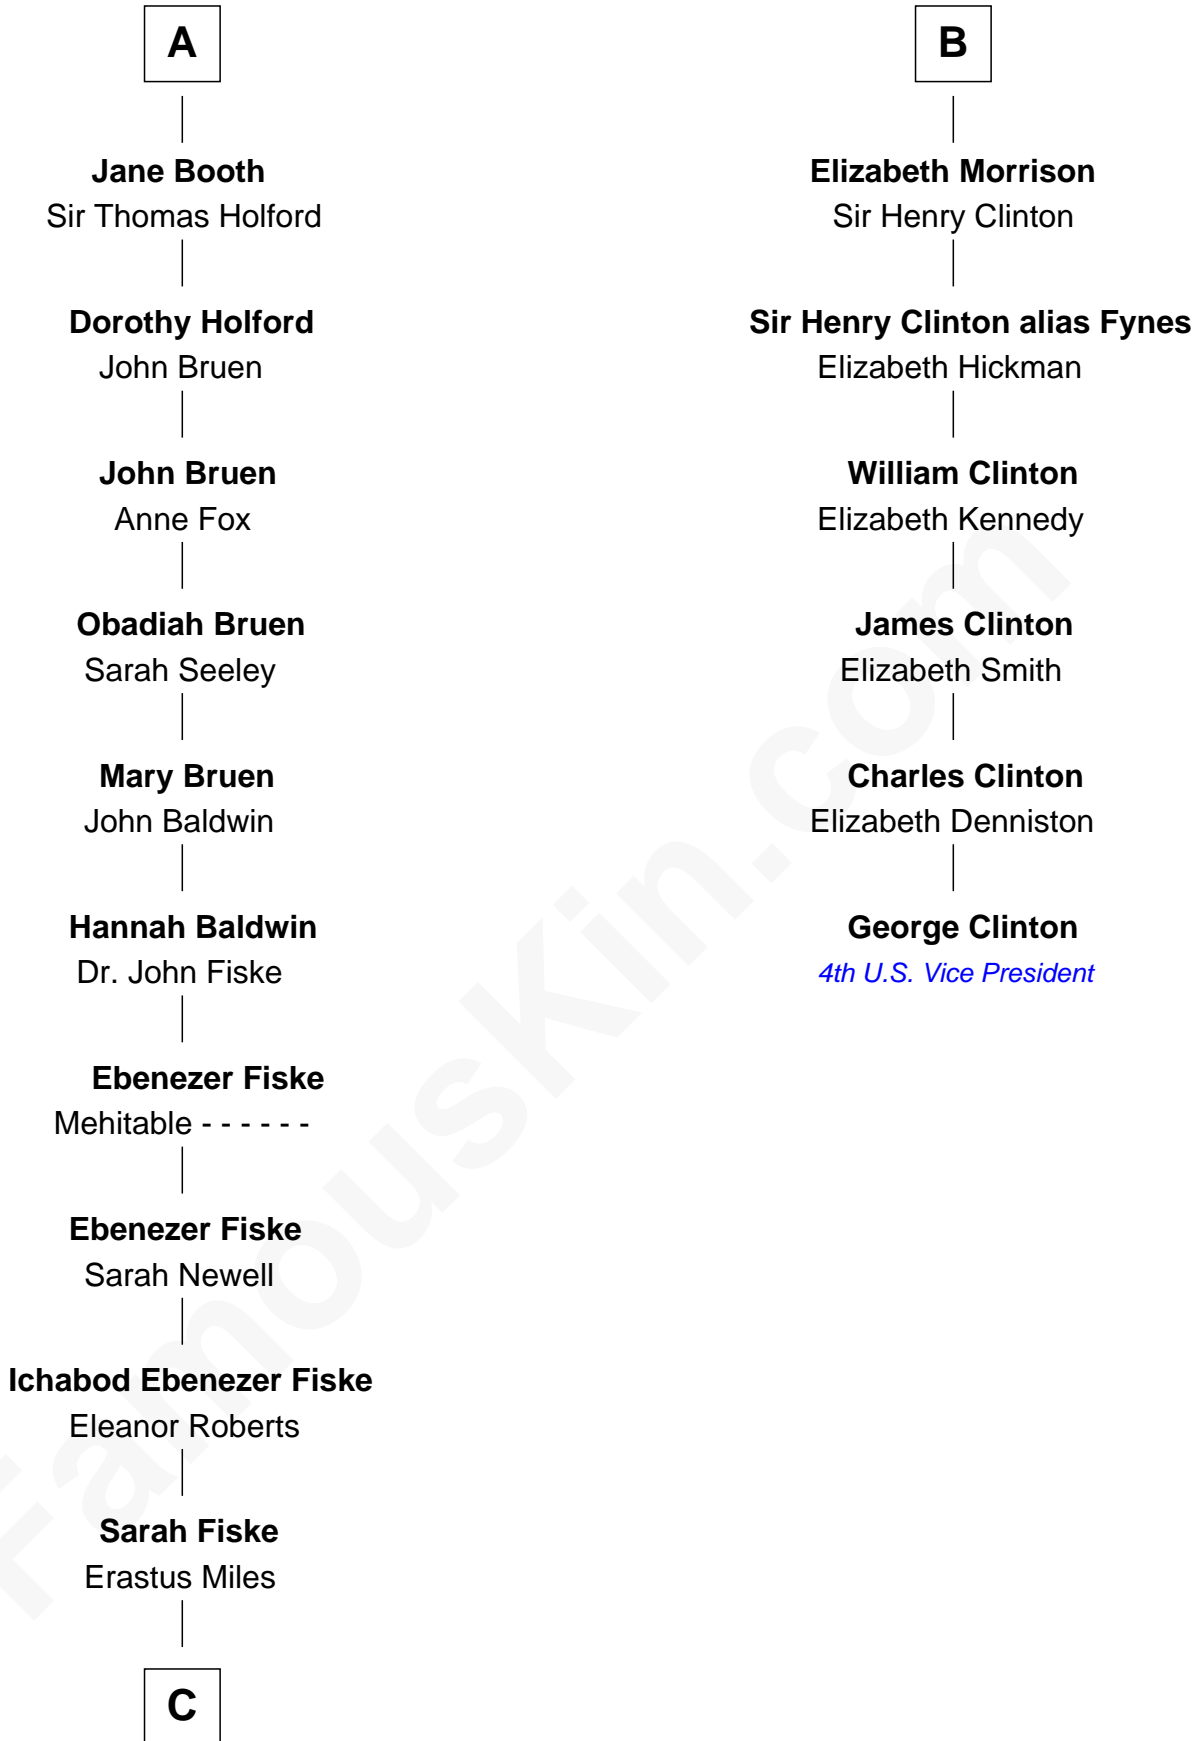 A
Jane Booth
Sir Thomas Holford
Dorothy Holford
John Bruen
John Bruen
Anne Fox
Obadiah Bruen
Sarah Seeley
Mary Bruen
John Baldwin
Hannah Baldwin
Dr. John Fiske
Ebenezer Fiske
Mehitable - - - - - -
Ebenezer Fiske
Sarah Newell
Ichabod Ebenezer Fiske
Eleanor Roberts
Sarah Fiske
Erastus Miles
C
B
Elizabeth Morrison
Sir Henry Clinton
Sir Henry Clinton alias Fynes
Elizabeth Hickman
William Clinton
Elizabeth Kennedy
James Clinton
Elizabeth Smith
Charles Clinton
Elizabeth Denniston
George Clinton
4th U.S. Vice President
FamousKin.com